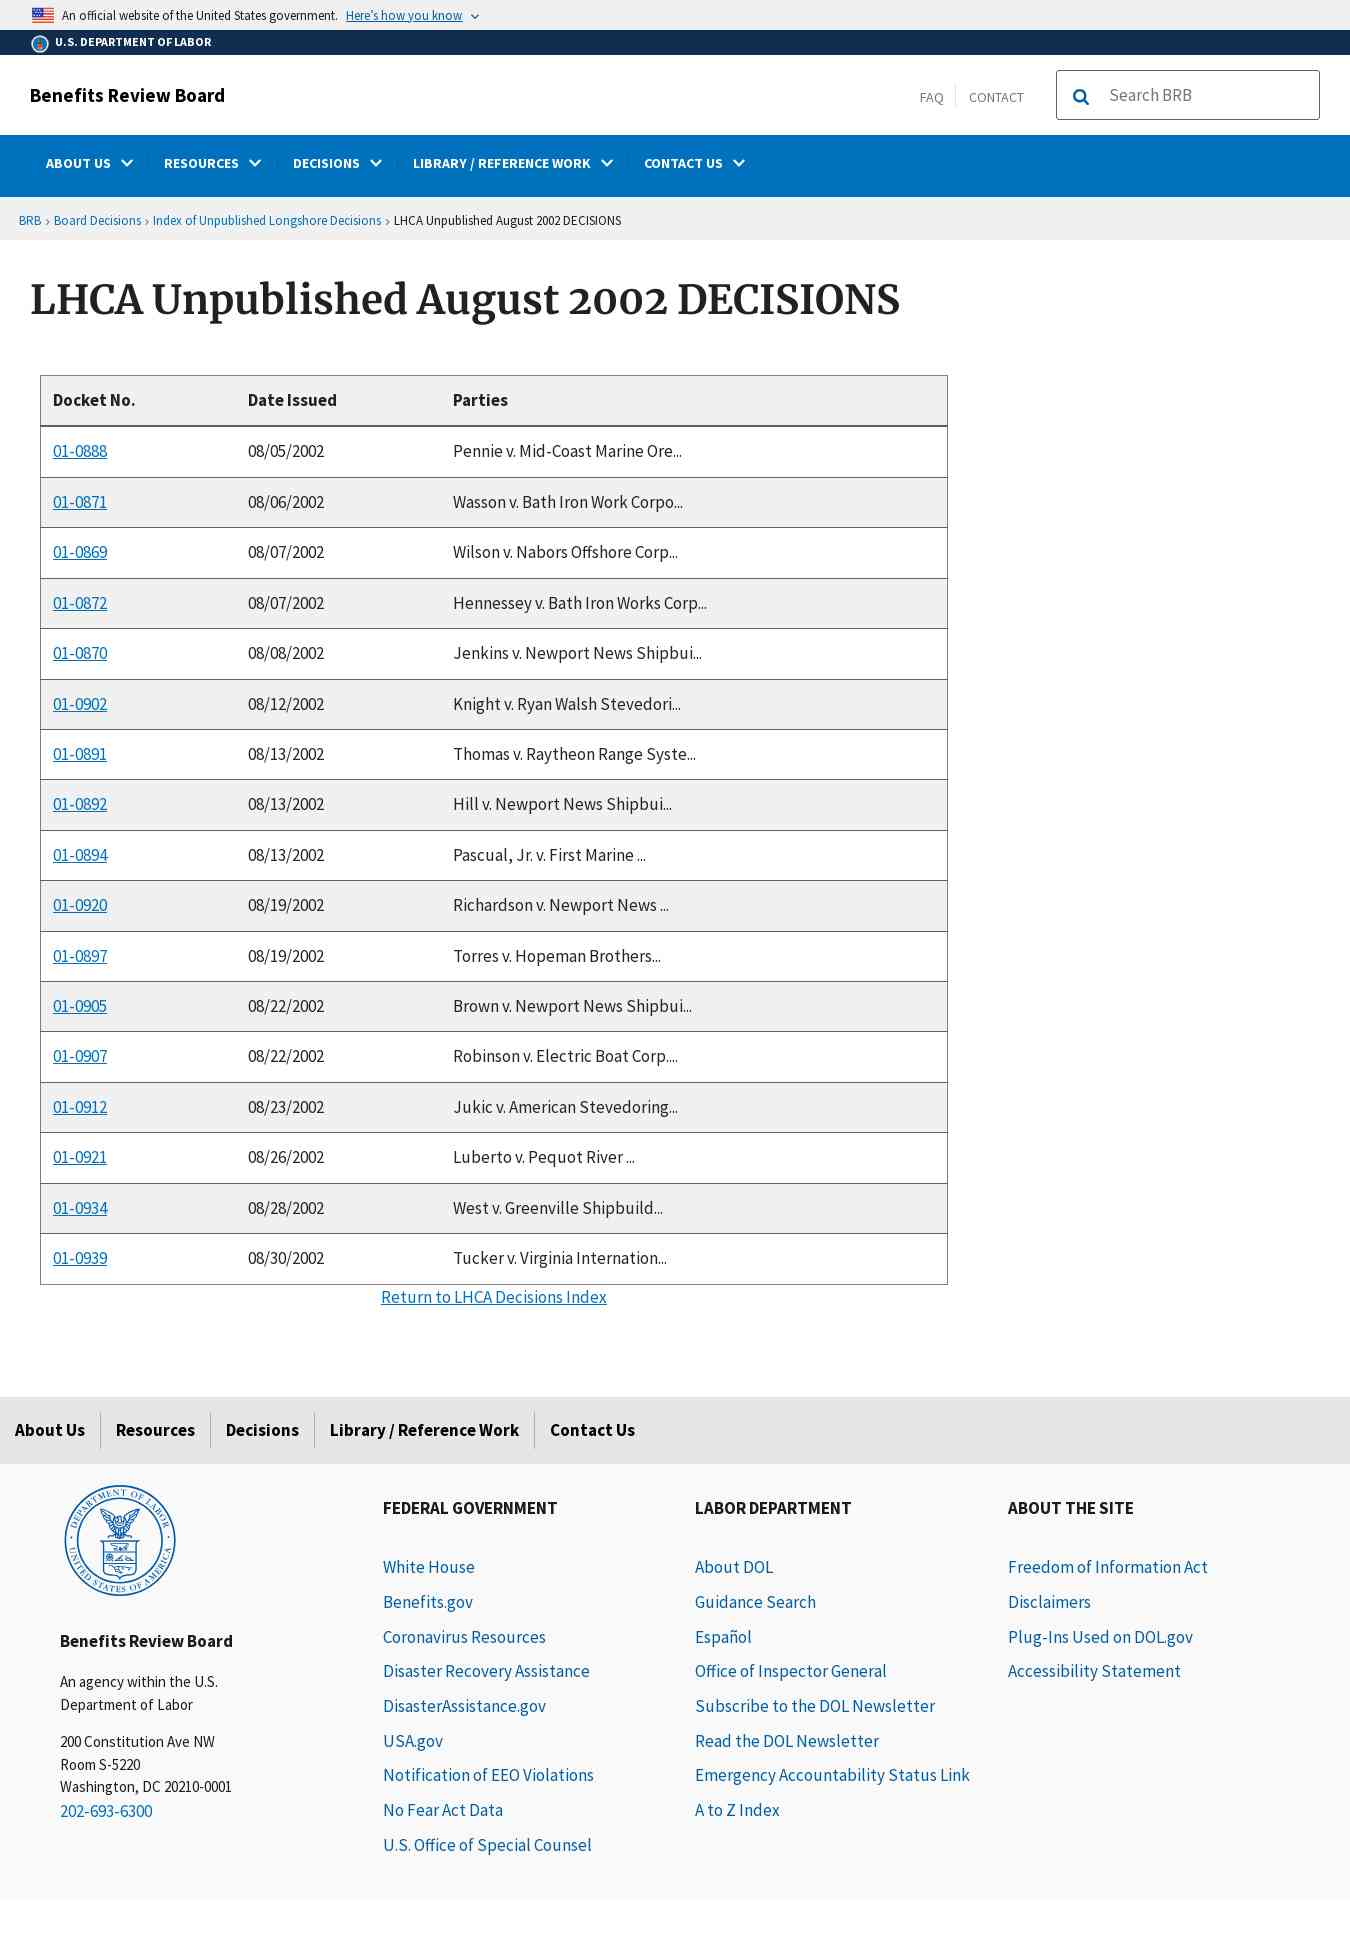 An official website of the United States government. Here’s how you know
U.S. DEPARTMENT OF LABOR
Benefits Review Board
FAQ CONTACT Search BRB
ABOUT US RESOURCES DECISIONS LIBRARY / REFERENCE WORK CONTACT US
BRB › Board Decisions › Index of Unpublished Longshore Decisions › LHCA Unpublished August 2002 DECISIONS
LHCA Unpublished August 2002 DECISIONS
Docket No. Date Issued Parties
01-0888 08/05/2002 Pennie v. Mid-Coast Marine Ore...
01-0871 08/06/2002 Wasson v. Bath Iron Work Corpo...
01-0869 08/07/2002 Wilson v. Nabors Offshore Corp...
01-0872 08/07/2002 Hennessey v. Bath Iron Works Corp...
01-0870 08/08/2002 Jenkins v. Newport News Shipbui...
01-0902 08/12/2002 Knight v. Ryan Walsh Stevedori...
01-0891 08/13/2002 Thomas v. Raytheon Range Syste...
01-0892 08/13/2002 Hill v. Newport News Shipbui...
01-0894 08/13/2002 Pascual, Jr. v. First Marine ...
01-0920 08/19/2002 Richardson v. Newport News ...
01-0897 08/19/2002 Torres v. Hopeman Brothers...
01-0905 08/22/2002 Brown v. Newport News Shipbui...
01-0907 08/22/2002 Robinson v. Electric Boat Corp....
01-0912 08/23/2002 Jukic v. American Stevedoring...
01-0921 08/26/2002 Luberto v. Pequot River ...
01-0934 08/28/2002 West v. Greenville Shipbuild...
01-0939 08/30/2002 Tucker v. Virginia Internation...
Return to LHCA Decisions Index
About Us Resources Decisions Library / Reference Work Contact Us
DEPARTMENT OF LABOR
UNITED STATES OF AMERICA
Benefits Review Board
An agency within the U.S.
Department of Labor
200 Constitution Ave NW
Room S-5220
Washington, DC 20210-0001
202-693-6300
FEDERAL GOVERNMENT
White House
Benefits.gov
Coronavirus Resources
Disaster Recovery Assistance
DisasterAssistance.gov
USA.gov
Notification of EEO Violations
No Fear Act Data
U.S. Office of Special Counsel
LABOR DEPARTMENT
About DOL
Guidance Search
Español
Office of Inspector General
Subscribe to the DOL Newsletter
Read the DOL Newsletter
Emergency Accountability Status Link
A to Z Index
ABOUT THE SITE
Freedom of Information Act
Disclaimers
Plug-Ins Used on DOL.gov
Accessibility Statement